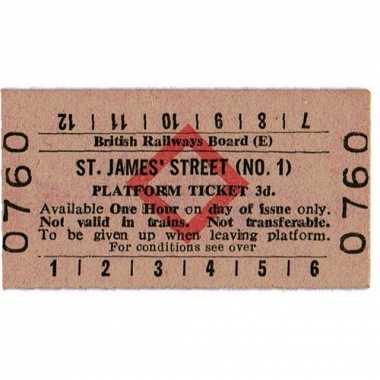 7 | 8 | 9 | 10 | 11 | 12
British Railways Board (E)
ST. JAMES' STREET (NO. 1)
PLATFORM TICKET 3d.
Available One Hour on day of issue only.
Not valid in trains. Not transferable.
To be given up when leaving platform.
For conditions see over
1 | 2 | 3 | 4 | 5 | 6
0760
0760